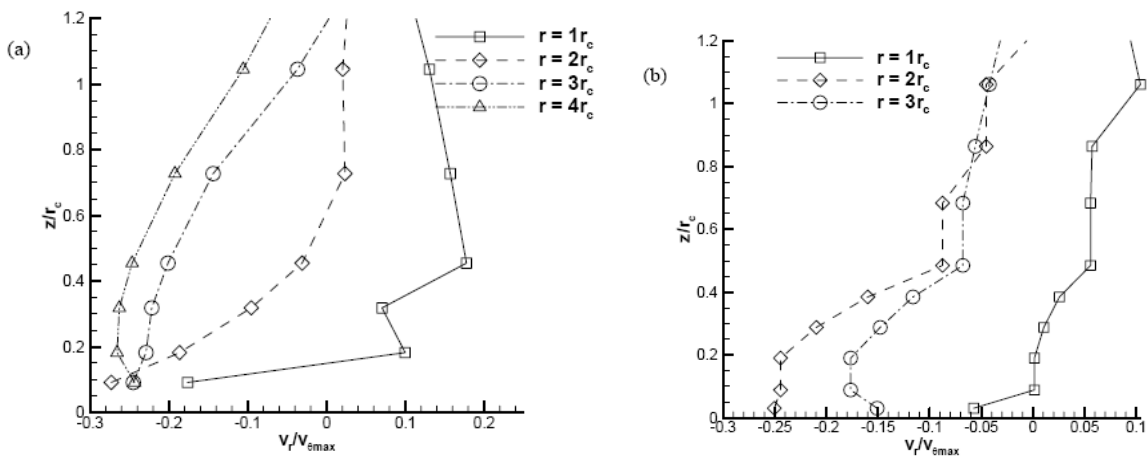 (a)
1.2
1
0.8
0.6
0.4
0.2
0
z/r_c
-0.3
-0.2
-0.1
0
0.1
0.2
v_r/v_θmax
r = 1r_c
r = 2r_c
r = 3r_c
r = 4r_c
(b)
1.2
1
0.8
0.6
0.4
0.2
0
z/r_c
-0.25
-0.2
-0.15
-0.1
-0.05
0
0.05
0.1
v_r/v_θmax
r = 1r_c
r = 2r_c
r = 3r_c